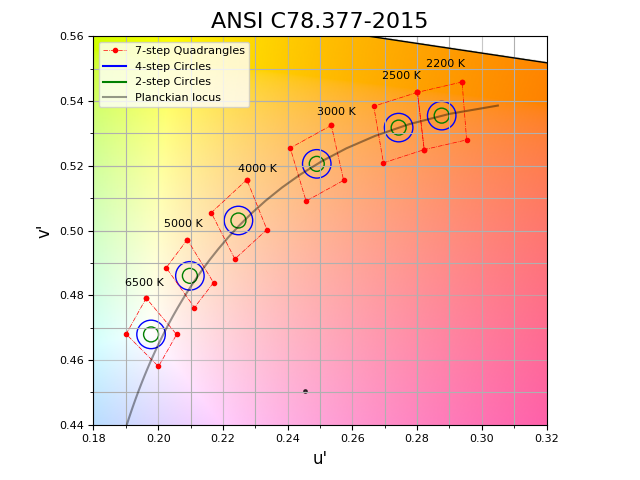 ANSI C78.377-2015
7-step Quadrangles
4-step Circles
2-step Circles
Planckian locus
2200 K
2500 K
3000 K
4000 K
5000 K
6500 K
v'
0.56
0.54
0.52
0.50
0.48
0.46
0.44
0.18
0.20
0.22
0.24
0.26
0.28
0.30
0.32
u'